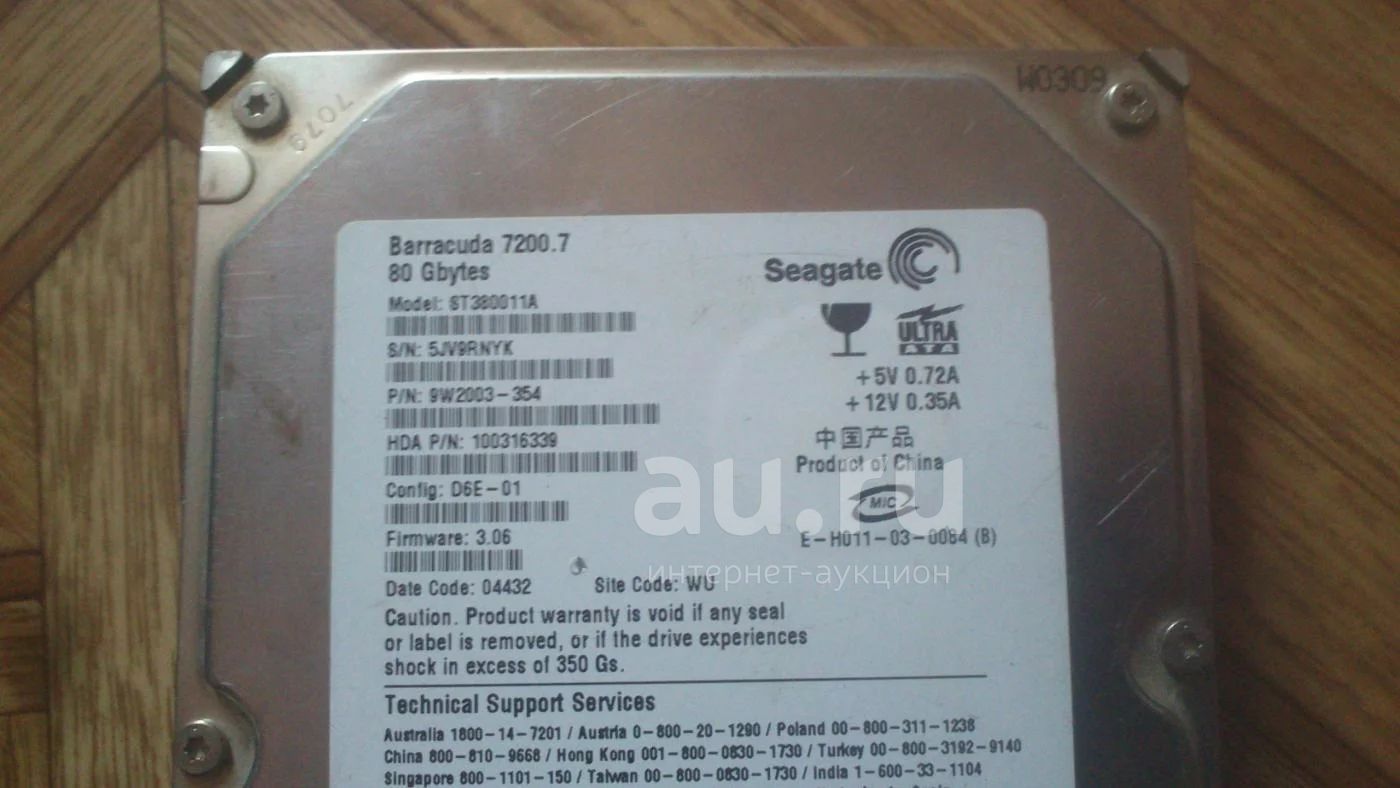 7079
W0309
Barracuda 7200.7
80 Gbytes
Model: ST380011A
S/N: 5JV9RNYK
P/N: 9W2003-354
HDA P/N: 100316339
Config: D6E-01
Firmware: 3.06
Date Code: 04432 Site Code: WU
Seagate
ULTRA
ATA
+5V 0.72A
+12V 0.35A
中国产品
Product of China
MIC
E-H011-03-0084 (B)
au.ru
интернет-аукцион
Caution. Product warranty is void if any seal
or label is removed, or if the drive experiences
shock in excess of 350 Gs.
Technical Support Services
Australia 1800-14-7201 / Austria 0-800-20-1290 / Poland 00-800-311-1238
China 800-810-9668 / Hong Kong 001-800-0830-1730 / Turkey 00-800-3192-9140
Singapore 800-1101-150 / Taiwan 00-800-0830-1730 / India 1-600-33-1104